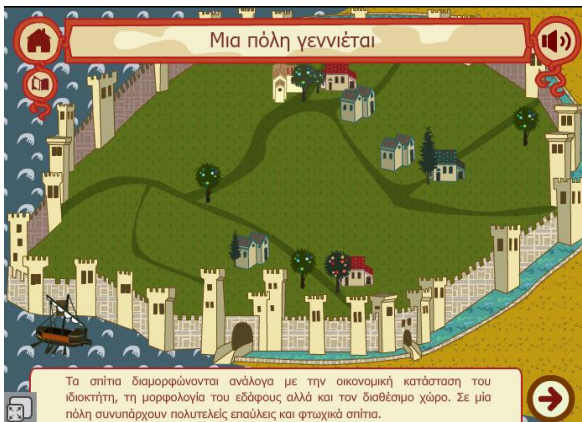 Μια πόλη γεννιέται
Τα σπίτια διαμορφώνονται ανάλογα με την οικονομική κατάσταση του
ιδιοκτήτη, τη μορφολογία του εδάφους αλλά και τον διαθέσιμο χώρο. Σε μία
πόλη συνυπάρχουν πολυτελείς επαύλεις και φτωχικά σπίτια.